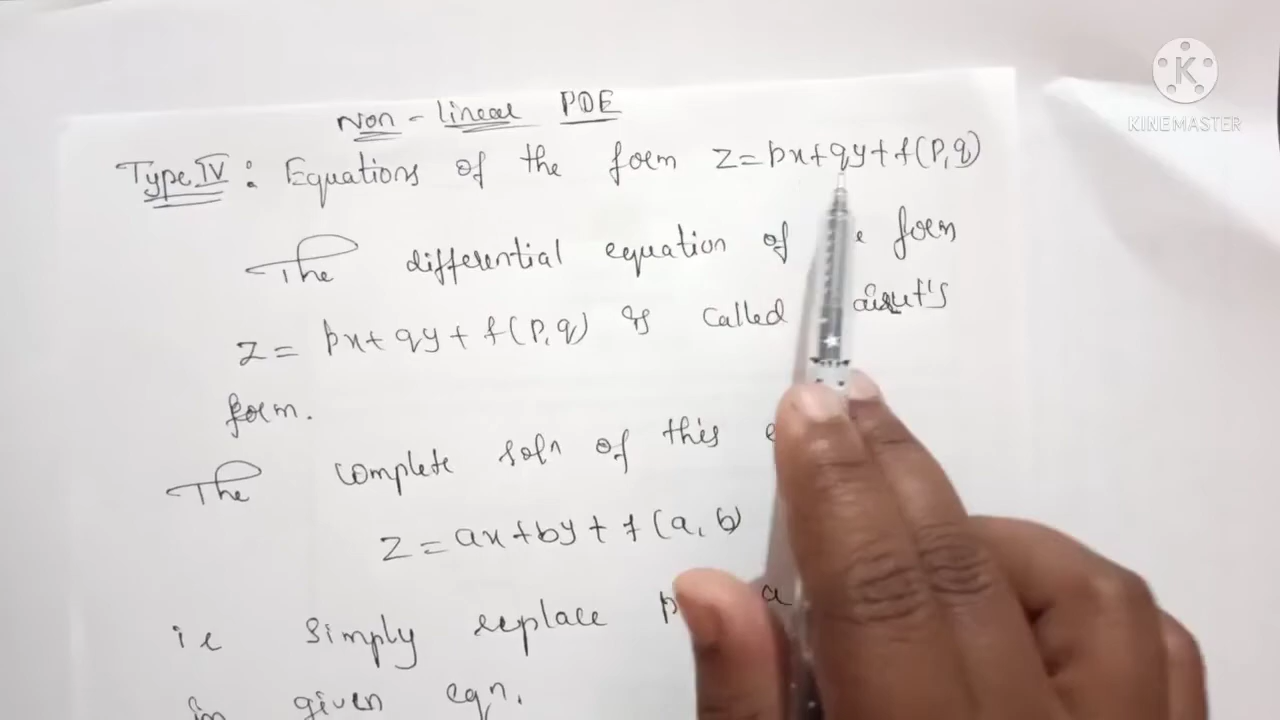 Non-linear PDE
Type IV: Equations of the form z=px+qy+f(p,q)
The differential equation of form
z= px+qy+f(p,q) is called
form.
The complete soln of this
z=ax+by+f(a,b)
ie simply replace p a
in given eqn.
KINEMASTER